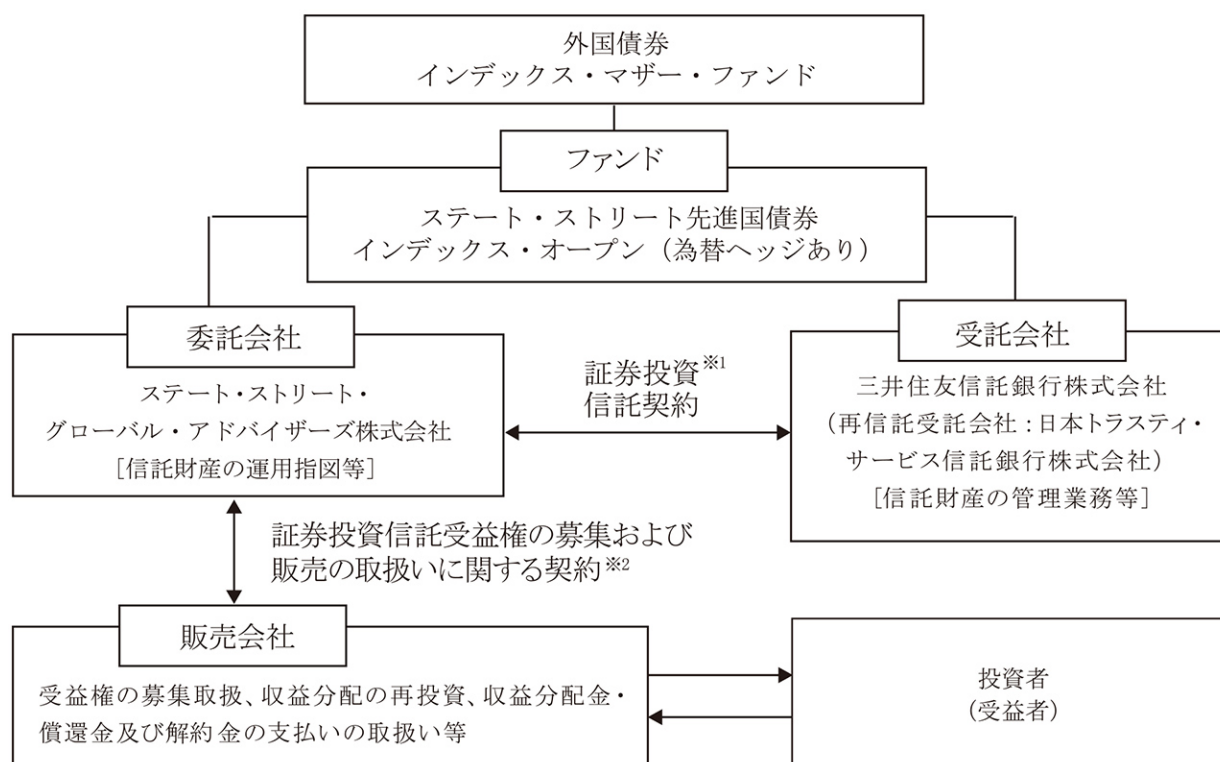 外国債券
インデックス・マザー・ファンド
ファンド
ステート・ストリート先進国債券
インデックス・オープン（為替ヘッジあり）
委託会社
ステート・ストリート・
グローバル・アドバイザーズ株式会社
［信託財産の運用指図等］
証券投資※1
信託契約
受託会社
三井住友信託銀行株式会社
（再信託受託会社：日本トラスティ・
サービス信託銀行株式会社）
［信託財産の管理業務等］
証券投資信託受益権の募集および
販売の取扱いに関する契約※2
販売会社
受益権の募集取扱、収益分配の再投資、収益分配金・
償還金及び解約金の支払いの取扱い等
投資者
（受益者）